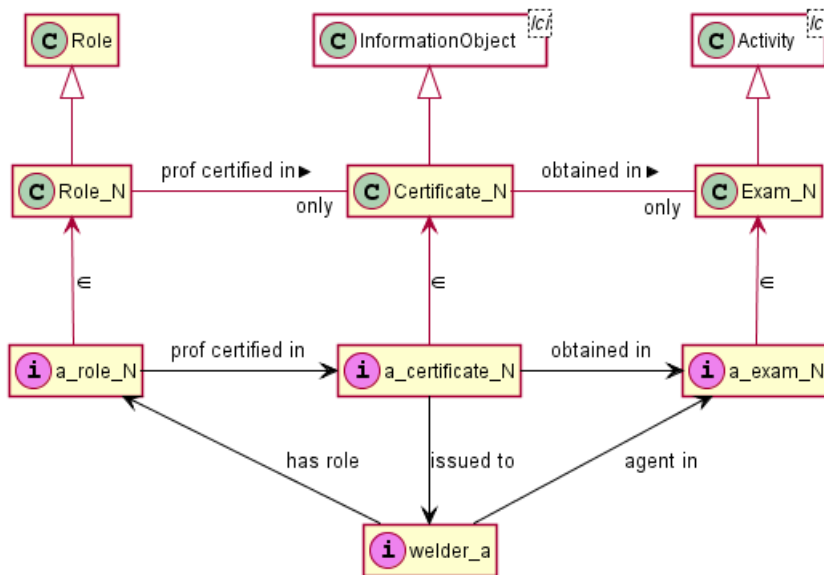 C Role
C InformationObject
lci
C Activity
lc
prof certified in▶
obtained in▶
C Role_N
C Certificate_N
C Exam_N
only
only
∈
∈
∈
prof certified in
obtained in
i a_role_N
i a_certificate_N
i a_exam_N
has role
issued to
agent in
i welder_a